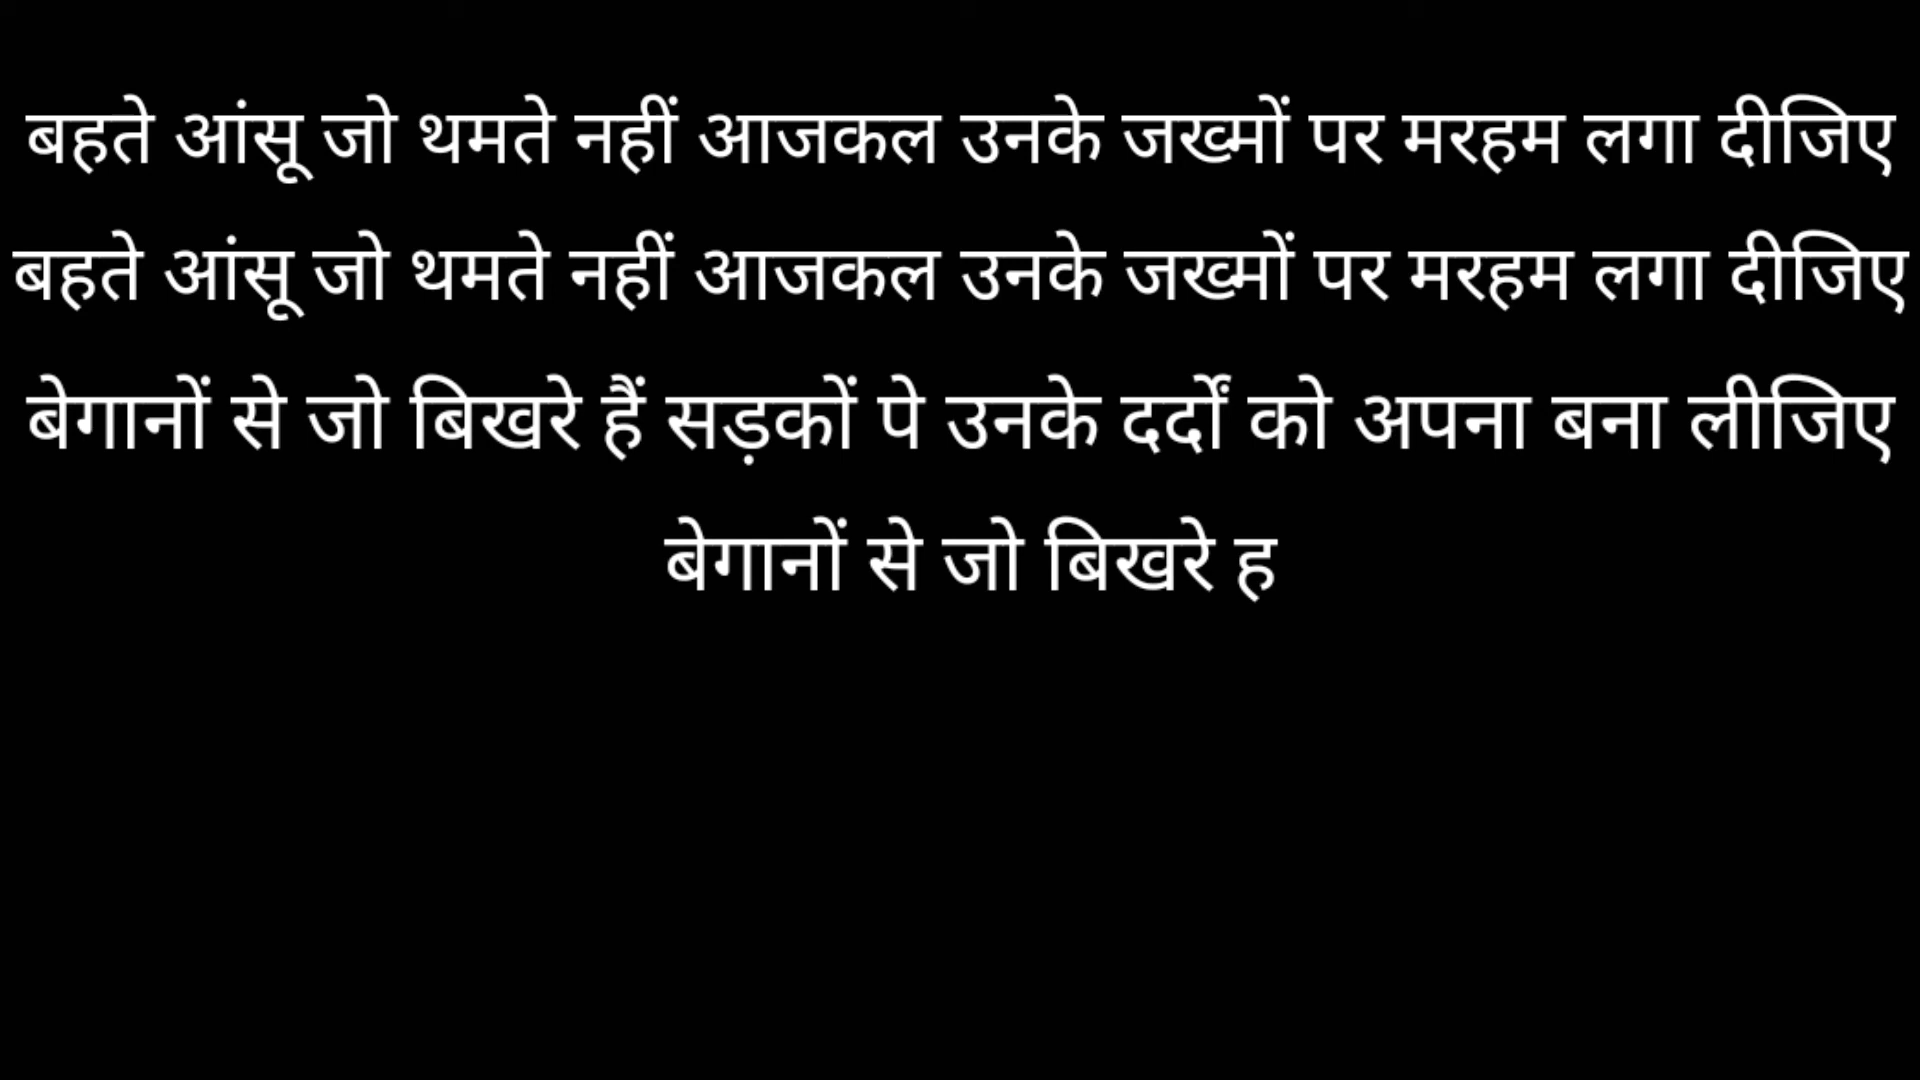 बहते आंसू जो थमते नहीं आजकल उनके जख्मों पर मरहम लगा दीजिए
बहते आंसू जो थमते नहीं आजकल उनके जख्मों पर मरहम लगा दीजिए
बेगानों से जो बिखरे हैं सड़कों पे उनके दर्दों को अपना बना लीजिए
बेगानों से जो बिखरे ह